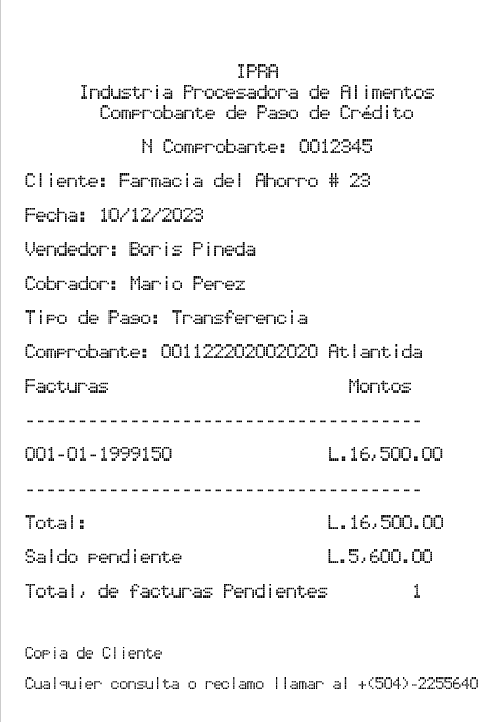 IPRA
Industria Procesadora de Alimentos
Comprobante de Pago de Crédito
N Comprobante: 0012345
Cliente: Farmacia del Ahorro # 23
Fecha: 10/12/2023
Vendedor: Boris Pineda
Cobrador: Mario Perez
Tipo de Pago: Transferencia
Comprobante: 001122202002020 Atlantida
Facturas Montos
--------------------------------------
001-01-1999150 L.16,500.00
--------------------------------------
Total: L.16,500.00
Saldo pendiente L.5,600.00
Total, de facturas Pendientes 1
Copia de Cliente
Cualquier consulta o reclamo llamar al +(504)-2255640